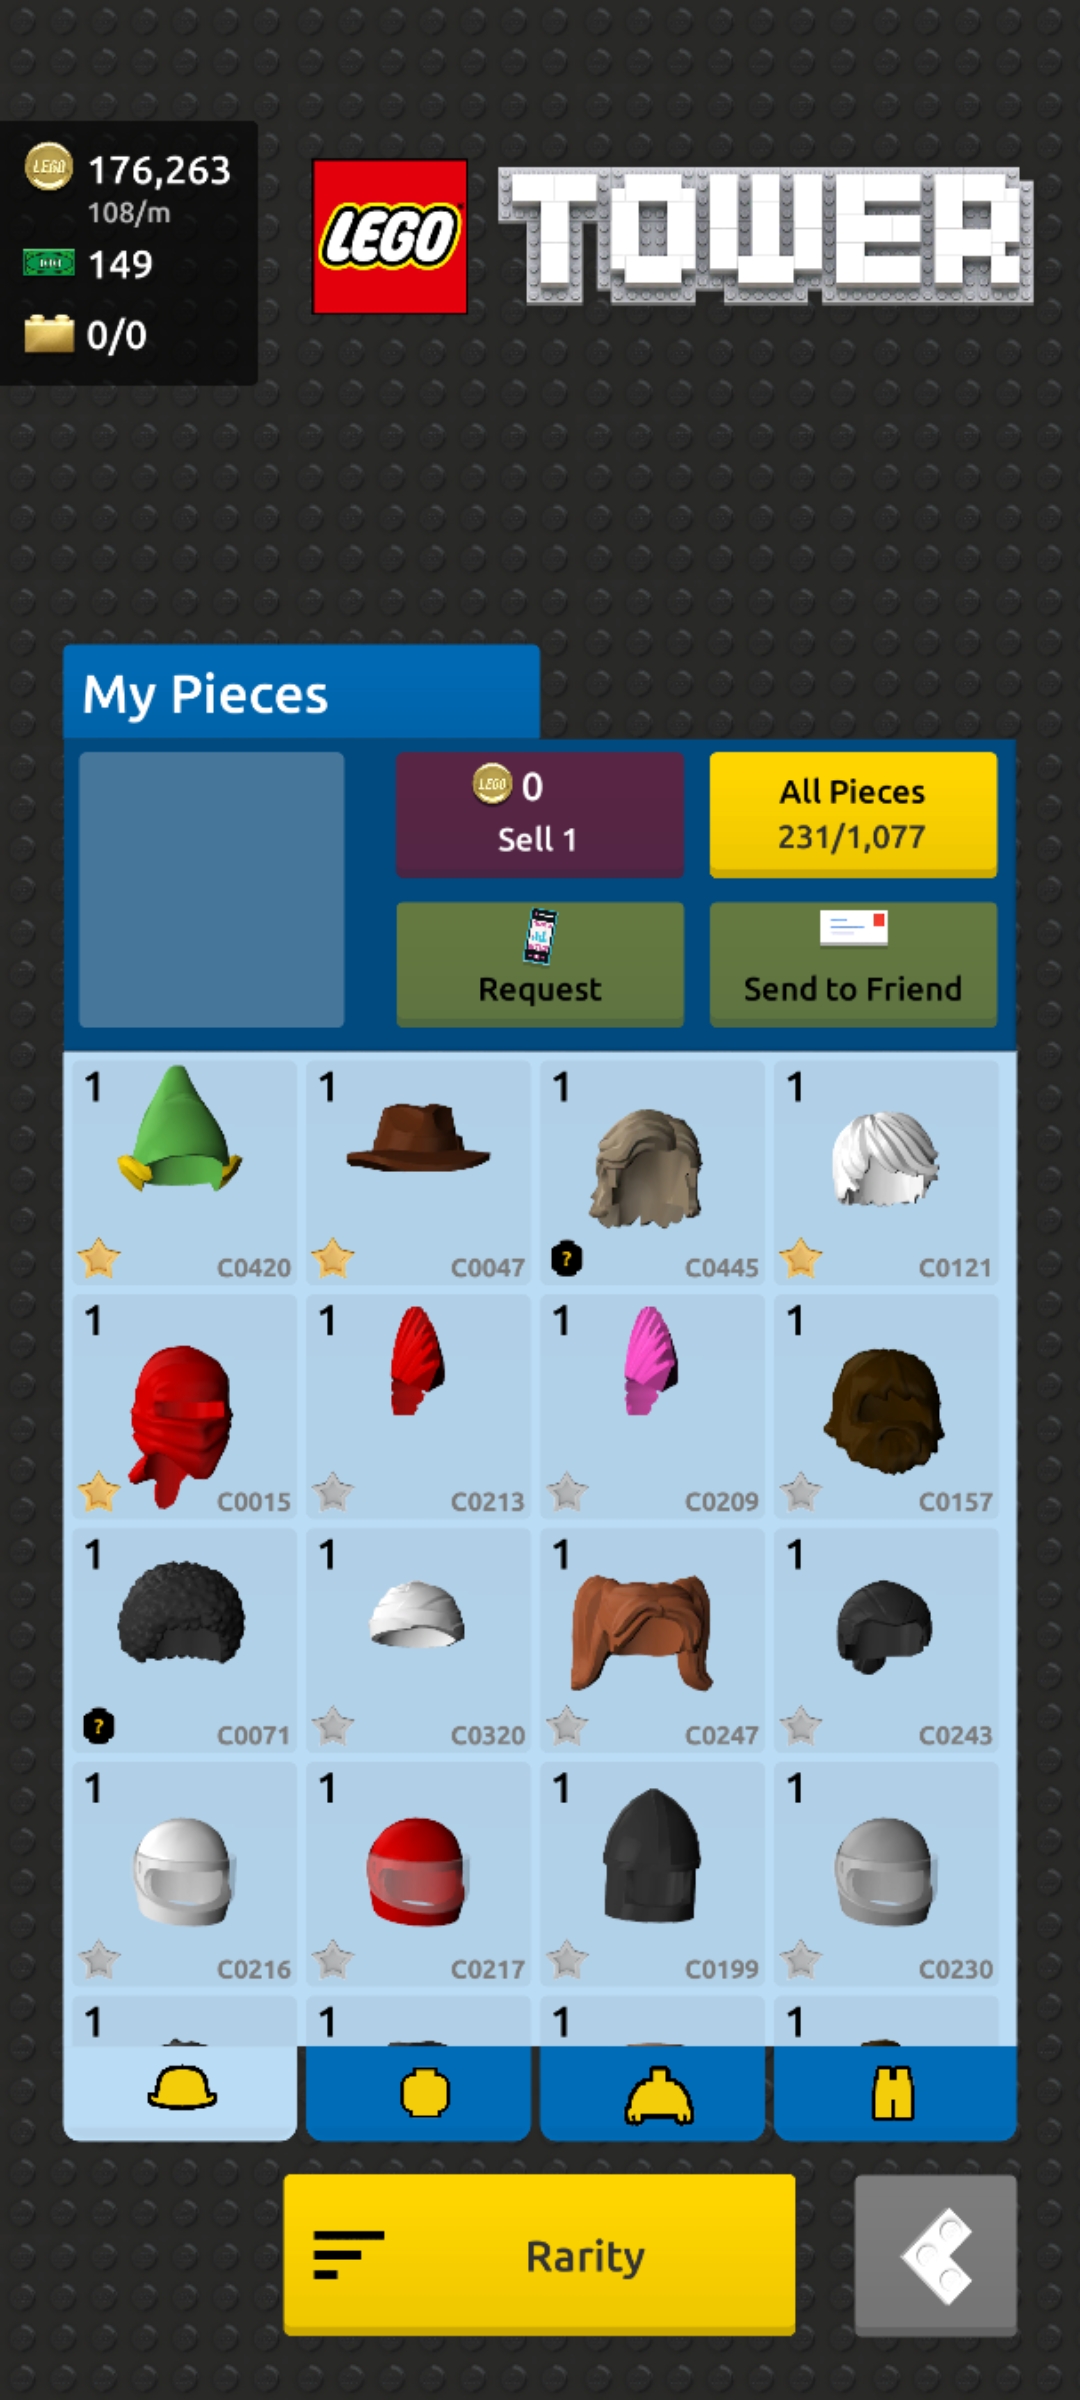 176,263
108/m
149
0/0
LEGO TOWER
My Pieces
0
Sell 1
All Pieces
231/1,077
Request
Send to Friend
1 1 1 1
C0420 C0047 ? C0445 C0121
1 1 1 1
C0015 C0213 C0209 C0157
1 1 1 1
? C0071 C0320 C0247 C0243
1 1 1 1
C0216 C0217 C0199 C0230
1 1 1 1
Rarity